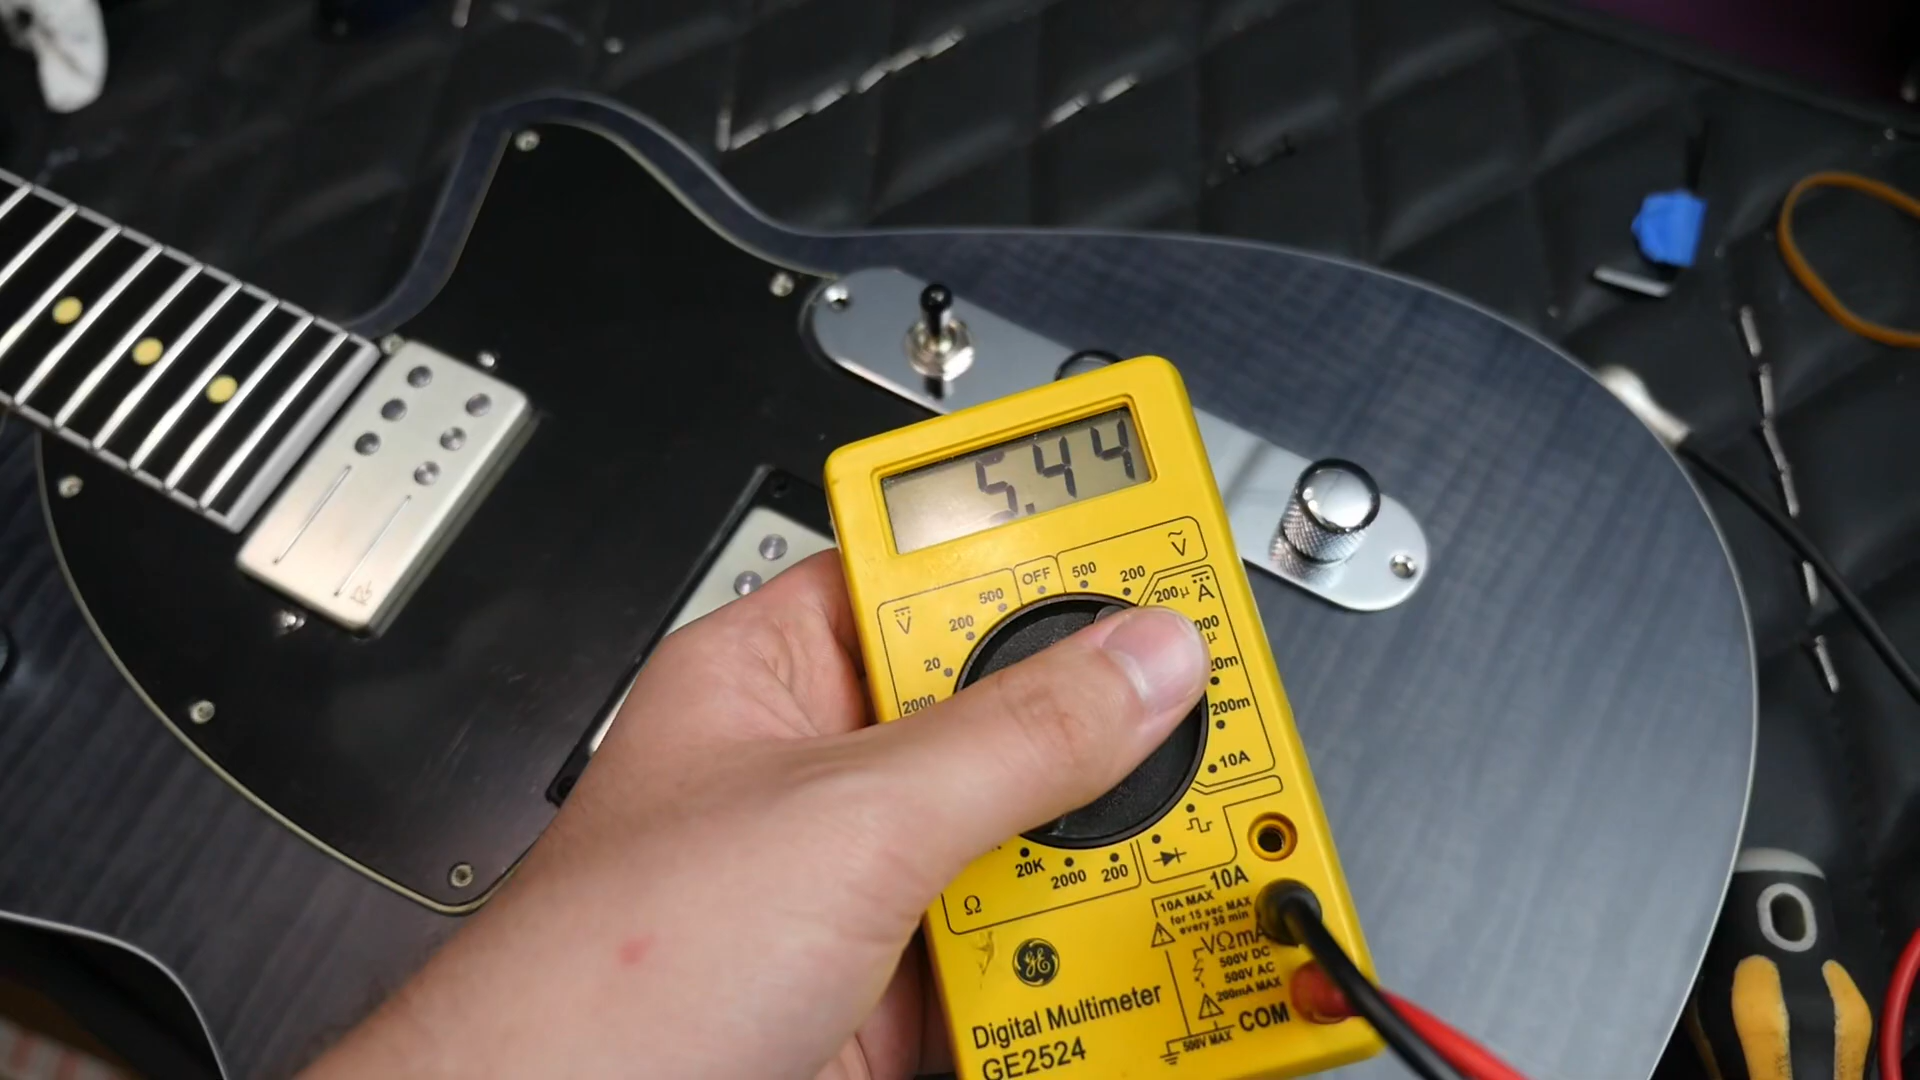 5.44
OFF
500
200
Ṽ
V
500
200
20
2000
200µ
A
µ
20m
200m
10A
20K
2000
200
Ω
10A
10A MAX
for 15 sec MAX
every 30 min
VΩmA
500V DC
500V AC
200mA MAX
COM
500V MAX
GE
Digital Multimeter
GE2524